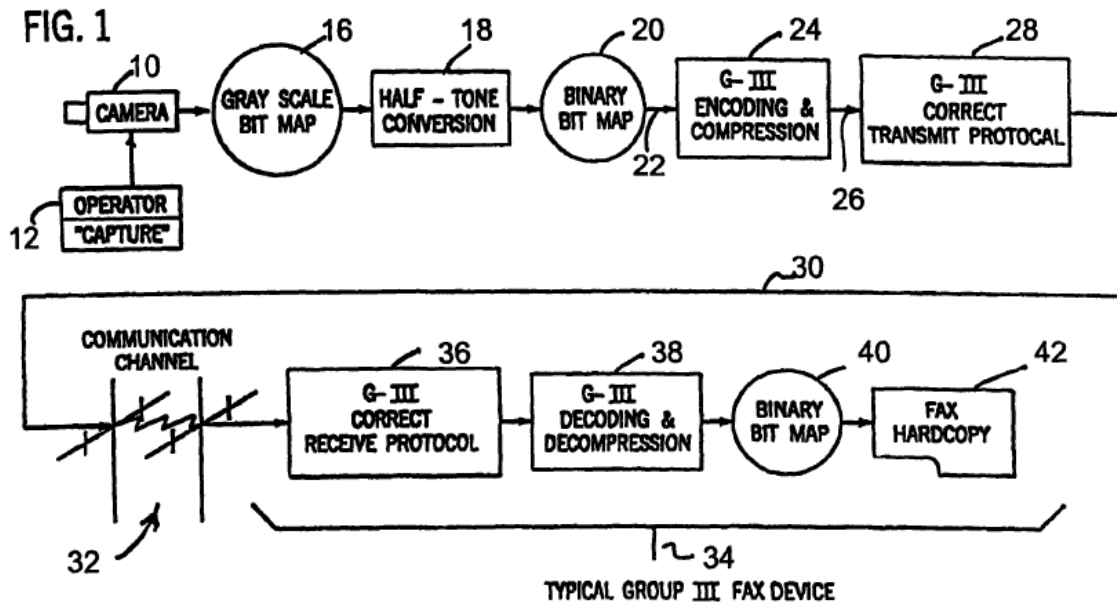 FIG. 1
10
16
18
20
24
28
CAMERA
GRAY SCALE
BIT MAP
HALF - TONE
CONVERSION
BINARY
BIT MAP
G- III
ENCODING &
COMPRESSION
G- III
CORRECT
TRANSMIT PROTOCAL
22
26
12
OPERATOR
"CAPTURE"
30
COMMUNICATION
CHANNEL
36
38
40
42
G- III
CORRECT
RECEIVE PROTOCOL
G- III
DECODING &
DECOMPRESSION
BINARY
BIT MAP
FAX
HARDCOPY
32
34
TYPICAL GROUP III FAX DEVICE